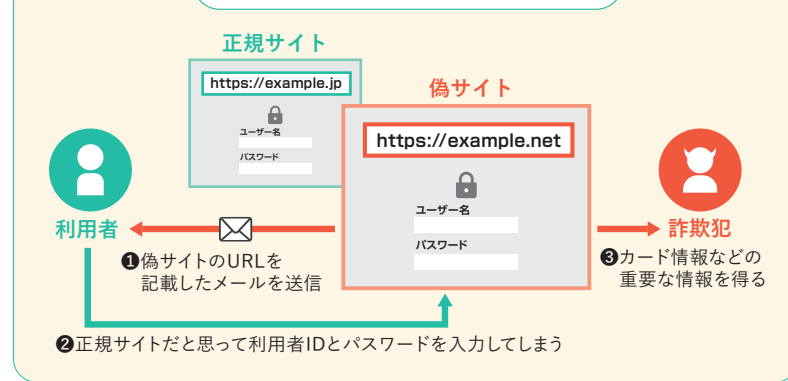 正規サイト
https://example.jp
ユーザー名
パスワード
偽サイト
https://example.net
ユーザー名
パスワード
利用者
詐欺犯
❶偽サイトのURLを
記載したメールを送信
❸カード情報などの
重要な情報を得る
❷正規サイトだと思って利用者IDとパスワードを入力してしまう